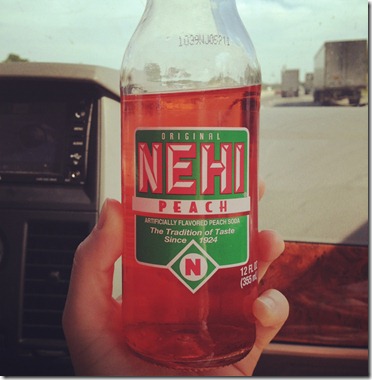 ORIGINAL
NEHI
PEACH
ARTIFICIALLY FLAVORED PEACH SODA
The Tradition of Taste
Since 1924
N
12 FL OZ
(355 mL